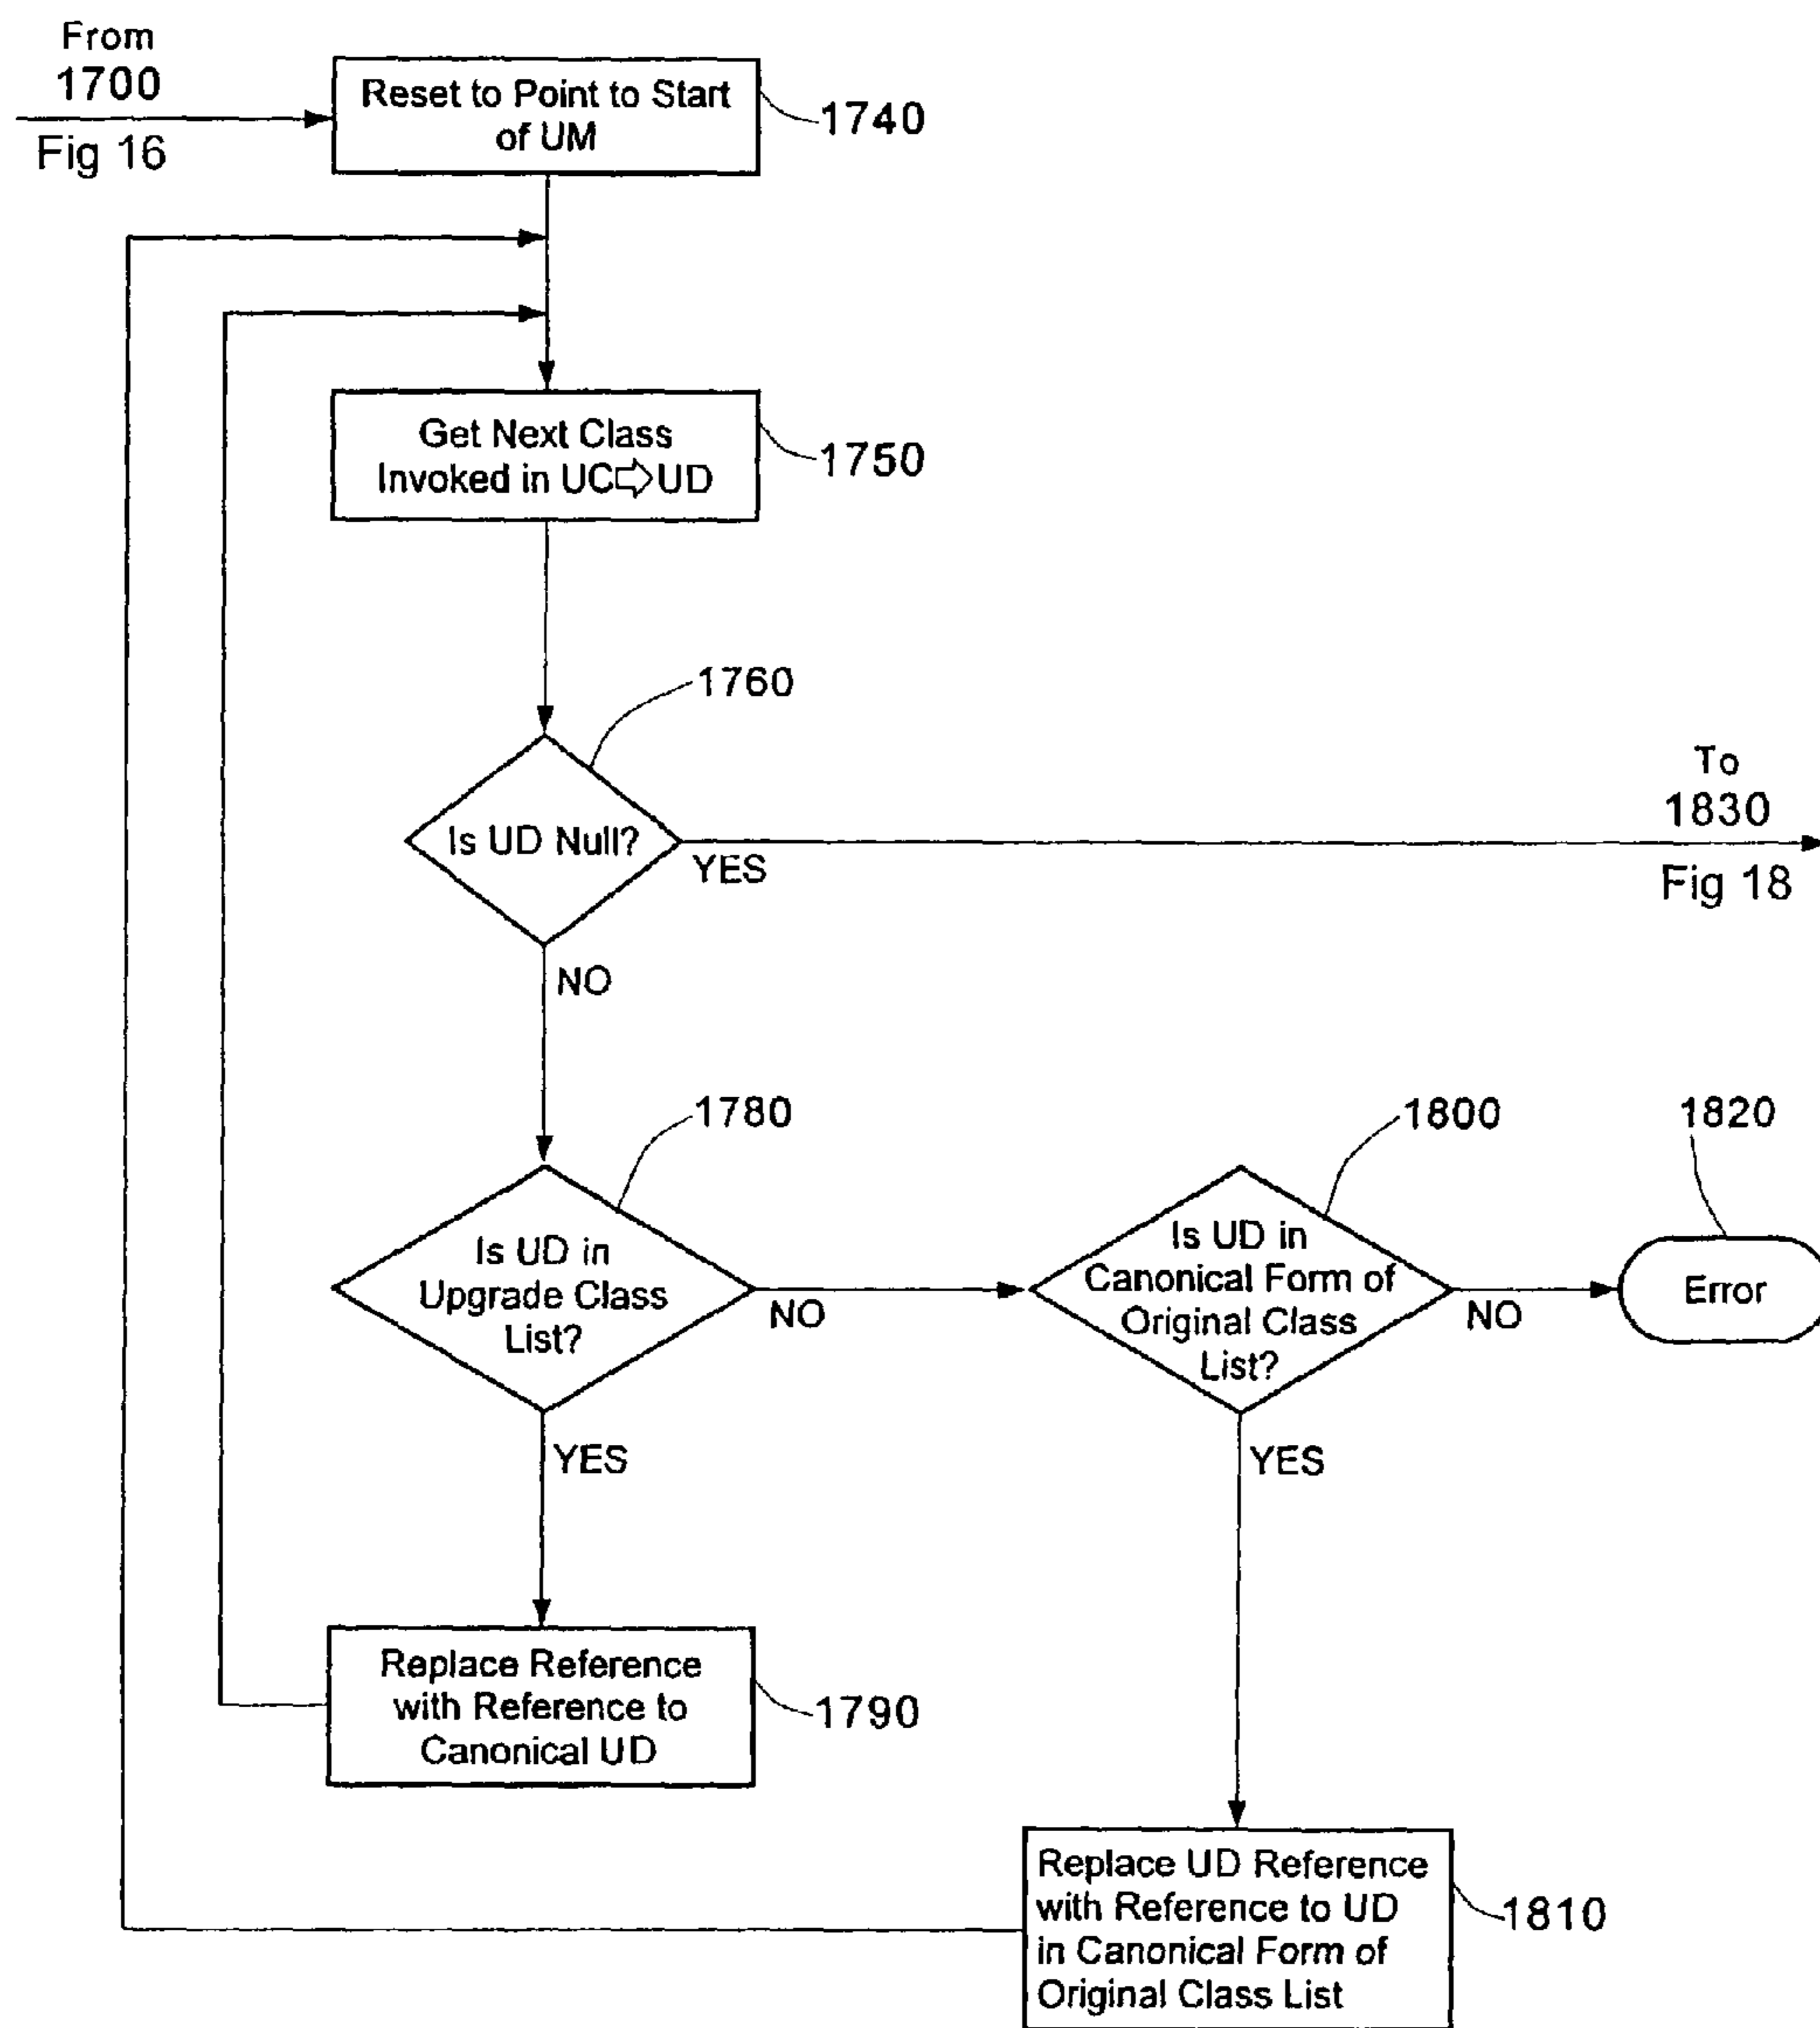 From
1700
Fig 16
Reset to Point to Start
of UM
1740
Get Next Class
Invoked in UC⇨UD
1750
1760
Is UD Null?
YES
To
1830
Fig 18
NO
1780
Is UD in
Upgrade Class
List?
NO
1800
Is UD in
Canonical Form of
Original Class
List?
NO
1820
Error
YES
YES
Replace Reference
with Reference to
Canonical UD
1790
Replace UD Reference
with Reference to UD
in Canonical Form of
Original Class List
1810